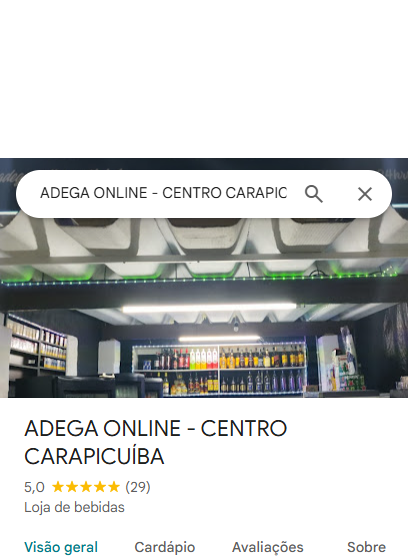 ADEGA ONLINE - CENTRO CARAPIC
ADEGA ONLINE - CENTRO
CARAPICUÍBA
5,0 ★★★★★ (29)
Loja de bebidas
Visão geral Cardápio Avaliações Sobre